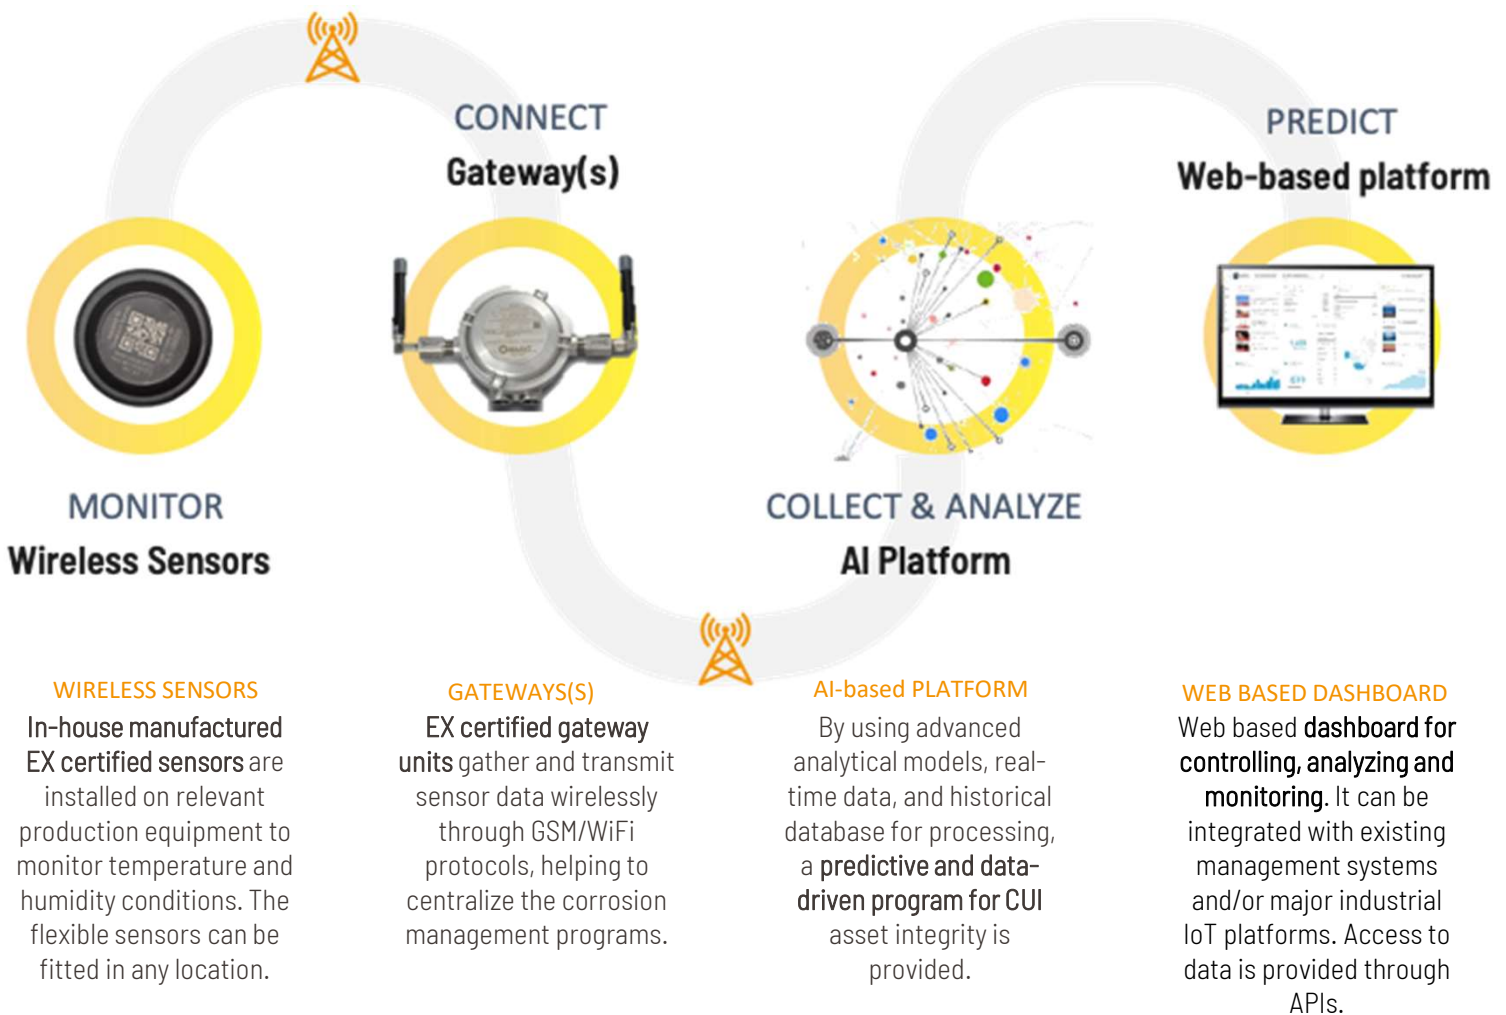 CONNECT
Gateway(s)
PREDICT
Web-based platform
MONITOR
Wireless Sensors
COLLECT & ANALYZE
AI Platform
WIRELESS SENSORS
In-house manufactured
EX certified sensors are
installed on relevant
production equipment to
monitor temperature and
humidity conditions. The
flexible sensors can be
fitted in any location.
GATEWAYS(S)
EX certified gateway
units gather and transmit
sensor data wirelessly
through GSM/WiFi
protocols, helping to
centralize the corrosion
management programs.
AI-based PLATFORM
By using advanced
analytical models, real-
time data, and historical
database for processing,
a predictive and data-
driven program for CUI
asset integrity is
provided.
WEB BASED DASHBOARD
Web based dashboard for
controlling, analyzing and
monitoring. It can be
integrated with existing
management systems
and/or major industrial
IoT platforms. Access to
data is provided through
APIs.